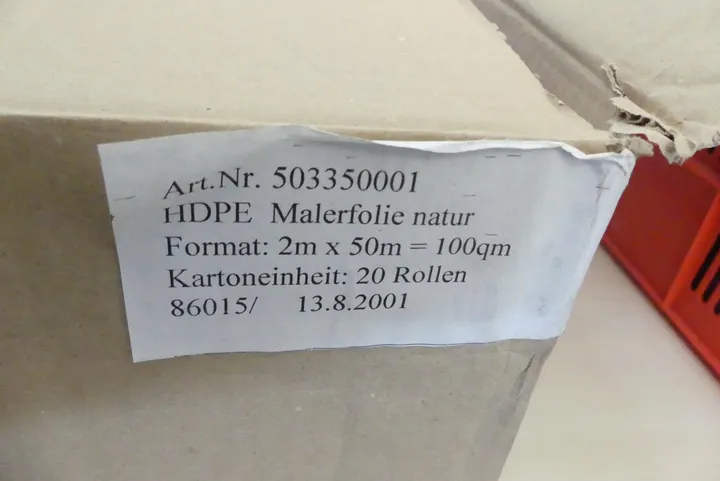 Art.Nr. 503350001
HDPE Malerfolie natur
Format: 2m x 50m = 100qm
Kartoneinheit: 20 Rollen
86015/ 13.8.2001